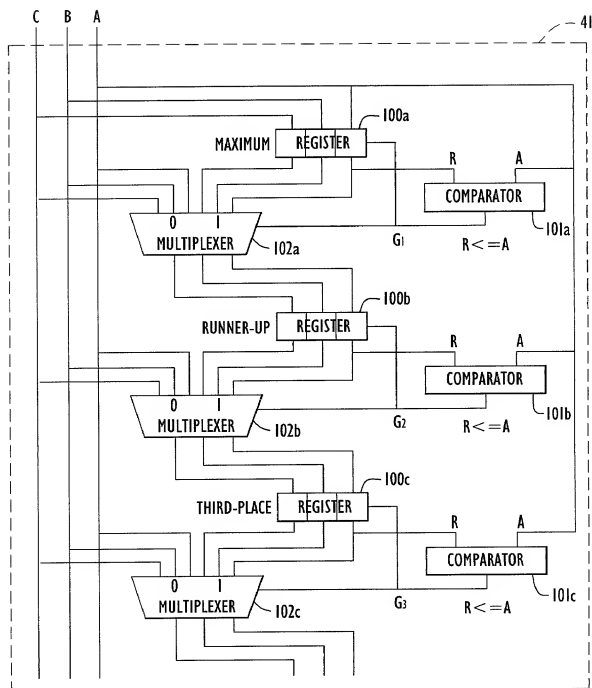 C B A
41
100a
MAXIMUM REGISTER
R A
COMPARATOR
0 1
MULTIPLEXER
102a
G1
R<=A
101a
100b
RUNNER-UP REGISTER
R A
COMPARATOR
0 1
MULTIPLEXER
102b
G2
R<=A
101b
100c
THIRD-PLACE REGISTER
R A
COMPARATOR
0 1
MULTIPLEXER
102c
G3
R<=A
101c